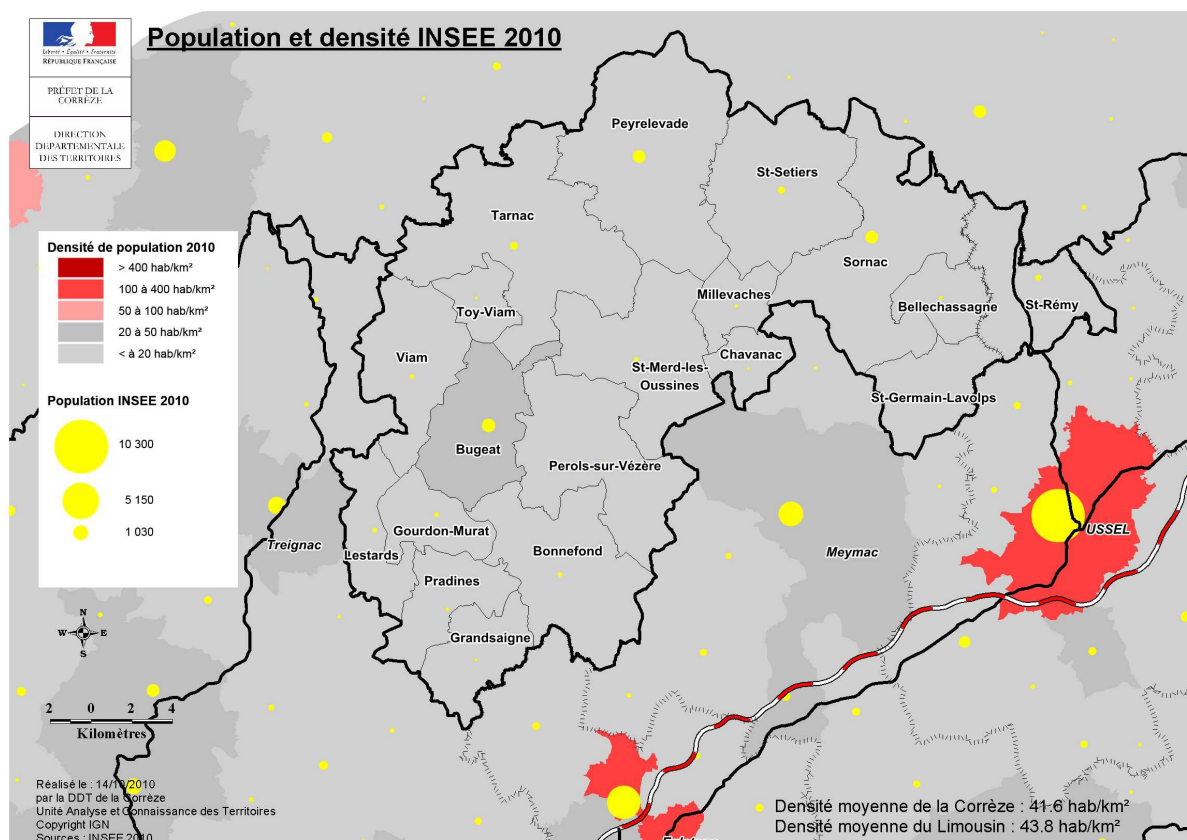 Population et densité INSEE 2010
Liberté • Égalité • Fraternité
RÉPUBLIQUE FRANÇAISE
PRÉFET DE LA
CORRÈZE
DIRECTION
DEPARTEMENTALE
DES TERRITOIRES
Peyrelevade
St-Setiers
Tarnac
Sornac
Densité de population 2010
> 400 hab/km²
100 à 400 hab/km²
50 à 100 hab/km²
20 à 50 hab/km²
< à 20 hab/km²
Millevaches
Bellechassagne
St-Rémy
Toy-Viam
Viam
Chavanac
St-Merd-les-
Oussines
St-Germain-Lavolps
Population INSEE 2010
10 300
5 150
1 030
Bugeat
Perols-sur-Vézère
Gourdon-Murat
USSEL
Treignac
Lestards
Bonnefond
Meymac
Pradines
Grandsaigne
N
W E
S
2 0 2 4
Kilomètres
Réalisé le : 14/10/2010
par la DDT de la Corrèze
Unité Analyse et Connaissance des Territoires
Copyright IGN
Sources : INSEE 2010
Densité moyenne de la Corrèze : 41.6 hab/km²
Densité moyenne du Limousin : 43.8 hab/km²